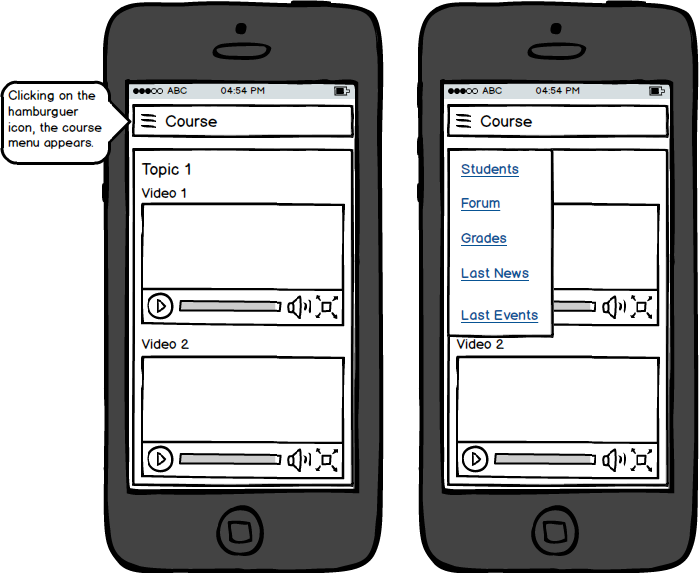 ABC 04:54 PM
Clicking on the
hamburguer
icon, the course
menu appears.
Course
Topic 1
Video 1
Video 2
ABC 04:54 PM
Course
Students
Forum
Grades
Last News
Last Events
Video 2